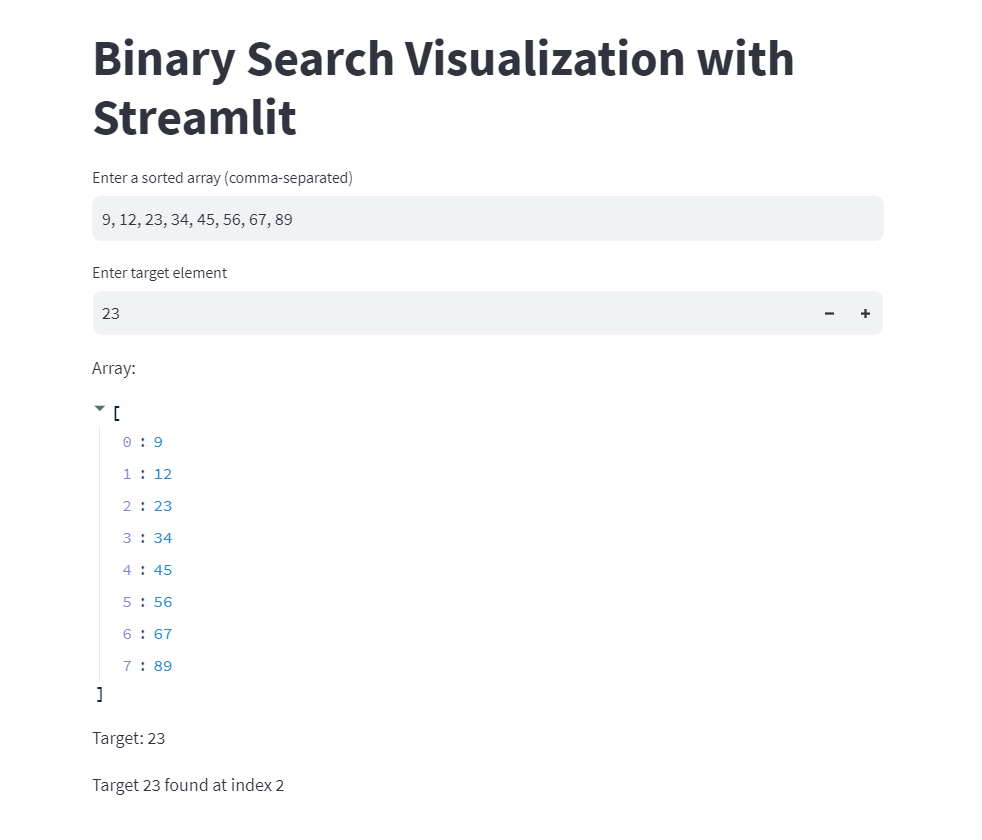 Binary Search Visualization with
Streamlit
Enter a sorted array (comma-separated)
9, 12, 23, 34, 45, 56, 67, 89
Enter target element
23
Array:
[
0 : 9
1 : 12
2 : 23
3 : 34
4 : 45
5 : 56
6 : 67
7 : 89
]
Target: 23
Target 23 found at index 2